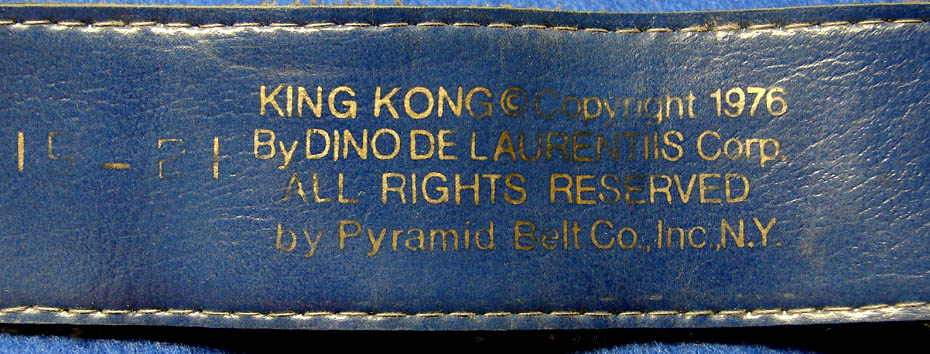 KING KONG © Copyright 1976
15-21 By DINO DE LAURENTIIS Corp.
ALL RIGHTS RESERVED
by Pyramid Belt Co., Inc., N.Y.